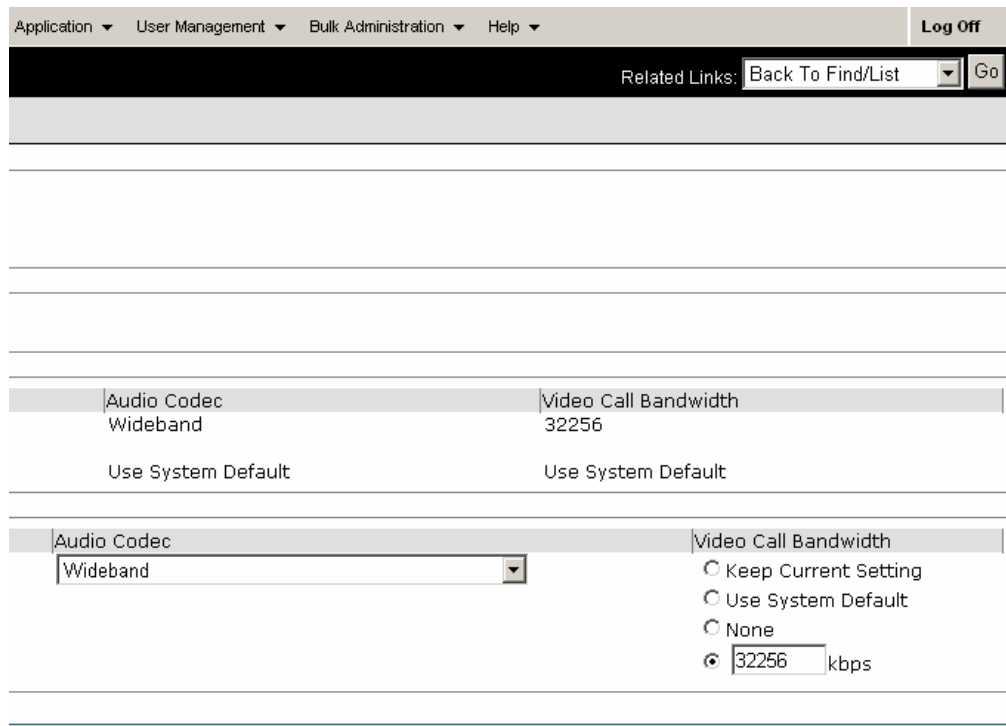 Application User Management Bulk Administration Help Log Off
Related Links: Back To Find/List Go
Audio Codec Video Call Bandwidth
Wideband 32256
Use System Default Use System Default
Audio Codec Video Call Bandwidth
Wideband Keep Current Setting
Use System Default
None
32256 kbps